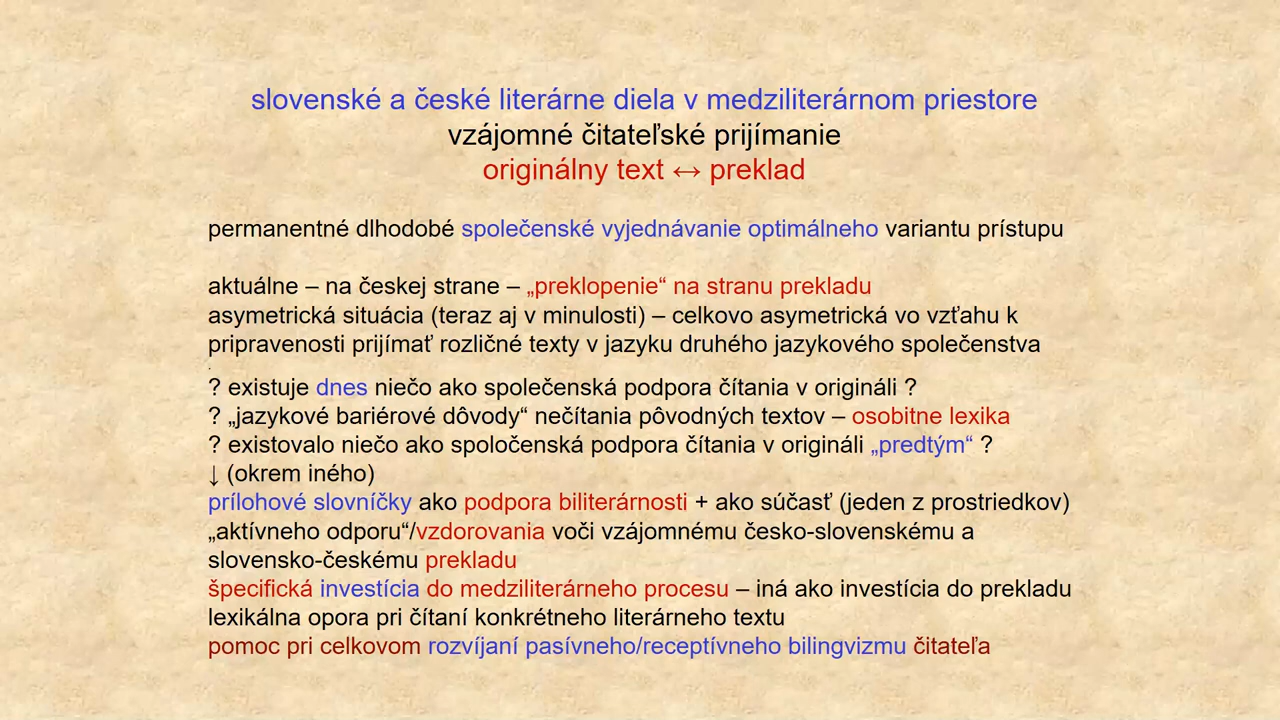 slovenské a české literárne diela v medziliterárnom priestore
vzájomné čitateľské prijímanie
originálny text ↔ preklad
permanentné dlhodobé společenské vyjednávanie optimálneho variantu prístupu
aktuálne – na českej strane – „preklopenie“ na stranu prekladu
asymetrická situácia (teraz aj v minulosti) – celkovo asymetrická vo vzťahu k
pripravenosti prijímať rozličné texty v jazyku druhého jazykového společenstva
.
? existuje dnes niečo ako společenská podpora čítania v origináli ?
? „jazykové bariérové dôvody“ nečítania pôvodných textov – osobitne lexika
? existovalo niečo ako spoločenská podpora čítania v origináli „predtým“ ?
↓ (okrem iného)
prílohové slovníčky ako podpora biliterárnosti + ako súčasť (jeden z prostriedkov)
„aktívneho odporu“/vzdorovania voči vzájomnému česko-slovenskému a
slovensko-českému prekladu
špecifická investícia do medziliterárneho procesu – iná ako investícia do prekladu
lexikálna opora pri čítaní konkrétneho literárneho textu
pomoc pri celkovom rozvíjaní pasívneho/receptívneho bilingvizmu čitateľa